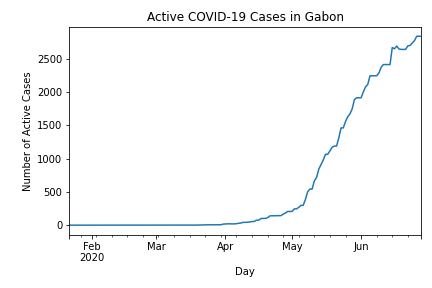 Active COVID-19 Cases in Gabon
Number of Active Cases
2500
2000
1500
1000
500
0
Feb Mar Apr May Jun
2020
Day